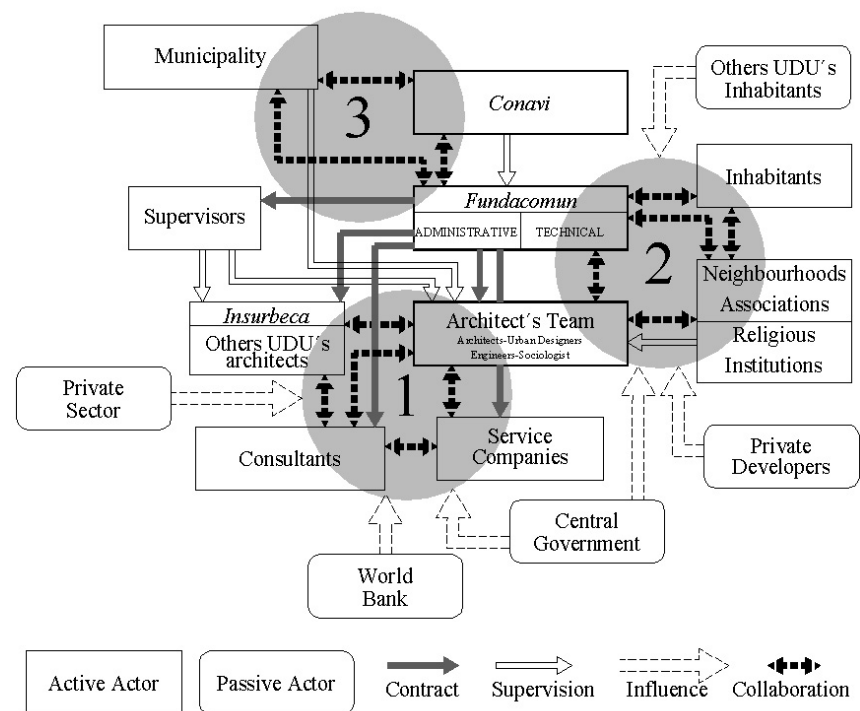 Municipality
3
Conavi
Others UDU´s
Inhabitants
Inhabitants
Supervisors
Fundacomun
ADMINISTRATIVE
TECHNICAL
2
Neighbourhoods
Associations
Religious
Institutions
Insurbeca
Others UDU´s
architects
Architect´s Team
Architects-Urban Designers
Engineers-Sociologist
Private
Sector
1
Consultants
Service
Companies
Private
Developers
Central
Government
World
Bank
Active Actor
Passive Actor
Contract
Supervision
Influence
Collaboration